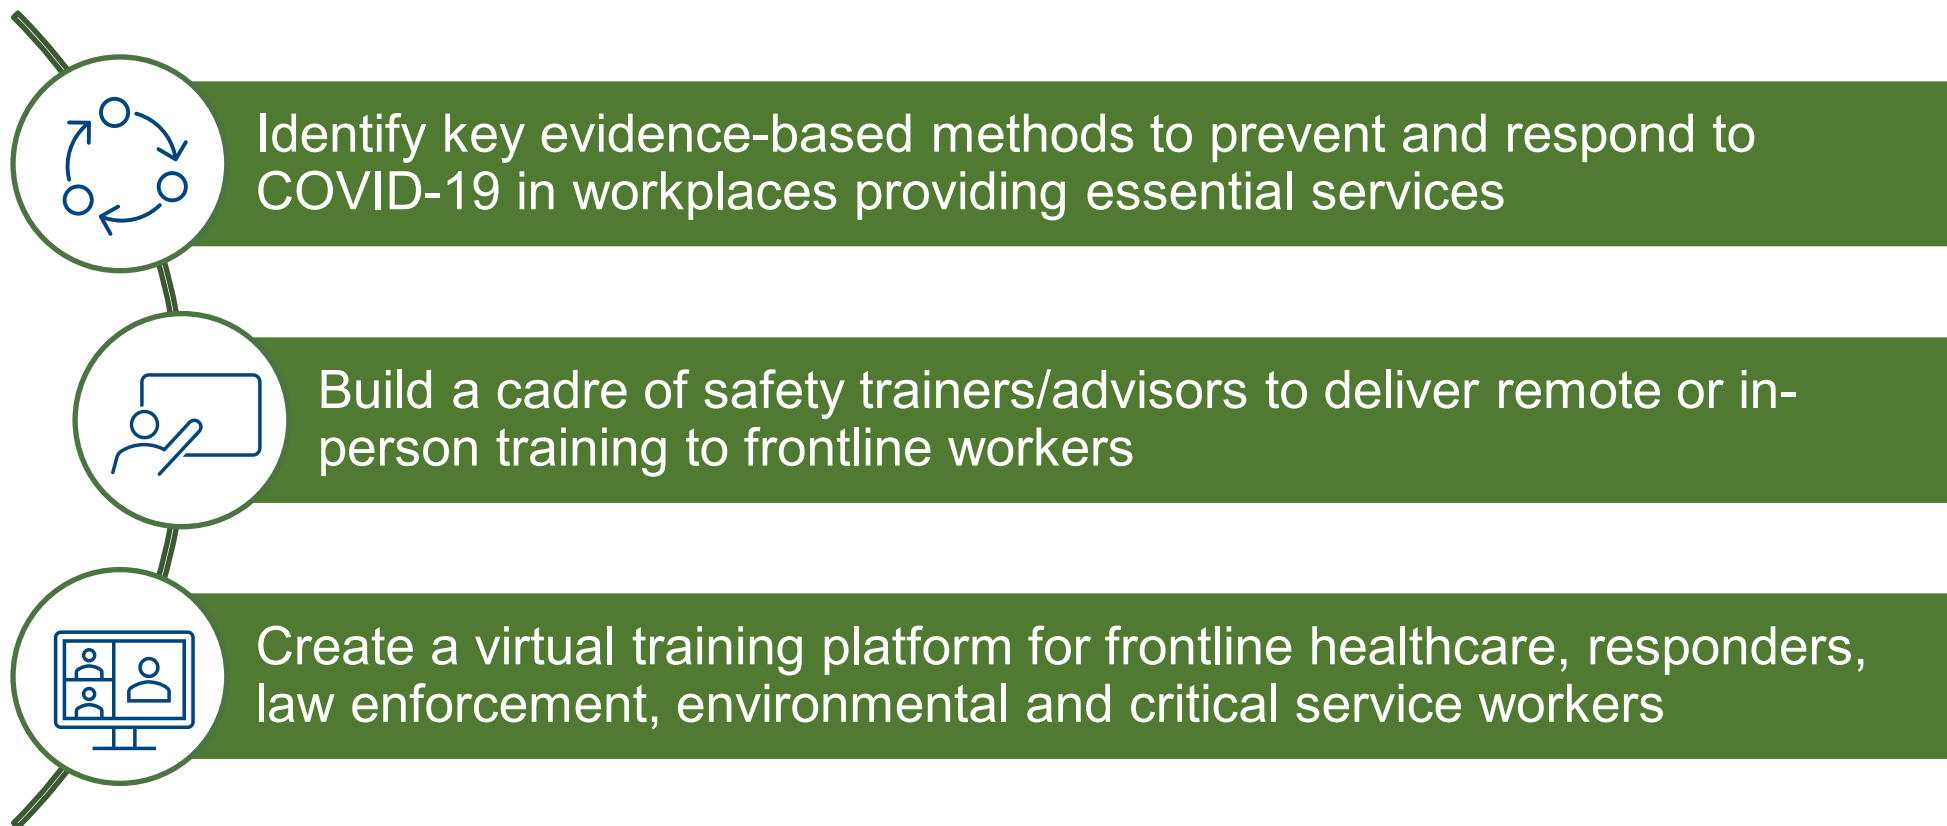 Identify key evidence-based methods to prevent and respond to
COVID-19 in workplaces providing essential services
Build a cadre of safety trainers/advisors to deliver remote or in-
person training to frontline workers
Create a virtual training platform for frontline healthcare, responders,
law enforcement, environmental and critical service workers